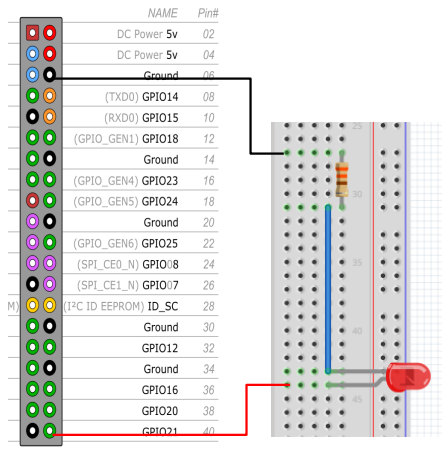 NAME Pin#
DC Power 5v 02
DC Power 5v 04
Ground 06
(TXD0) GPIO14 08
(RXD0) GPIO15 10
(GPIO_GEN1) GPIO18 12
Ground 14
(GPIO_GEN4) GPIO23 16
(GPIO_GEN5) GPIO24 18
Ground 20
(GPIO_GEN6) GPIO25 22
(SPI_CE0_N) GPIO08 24
(SPI_CE1_N) GPIO07 26
M) (I²C ID EEPROM) ID_SC 28
Ground 30
GPIO12 32
Ground 34
GPIO16 36
GPIO20 38
GPIO21 40
25
30
35
40
45